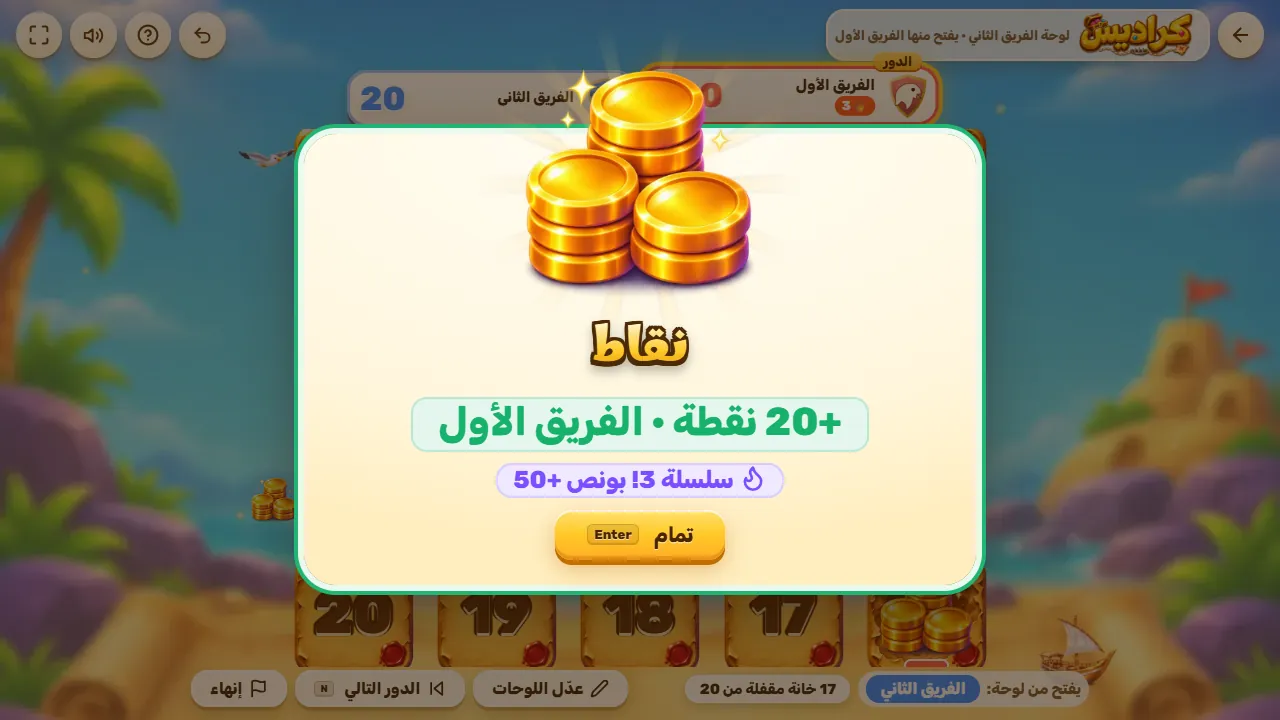 كراديس
لوحة الفريق الثاني • يفتح منها الفريق الأول
الدور
الفريق الأول
3
0
الفريق الثاني
20
نقاط
+20 نقطة • الفريق الأول
سلسلة 3! بونص +50
تمام Enter
17
18
19
20
يفتح من لوحة: الفريق الثاني
17 خانة مقفلة من 20
عدّل اللوحات
الدور التالي N
إنهاء